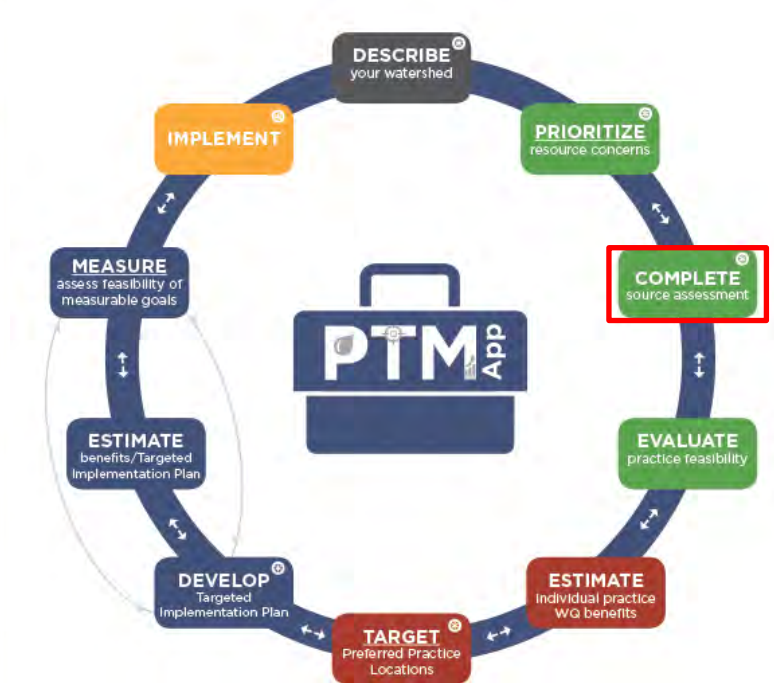 DESCRIBE
your watershed
PRIORITIZE
resource concerns
COMPLETE
source assessment
EVALUATE
practice feasibility
ESTIMATE
Individual practice
WQ benefits
TARGET
Preferred Practice
Locations
DEVELOP
Targeted
Implementation Plan
ESTIMATE
benefits/Targeted
Implementation Plan
MEASURE
assess feasibility of
measurable goals
IMPLEMENT
PTM App